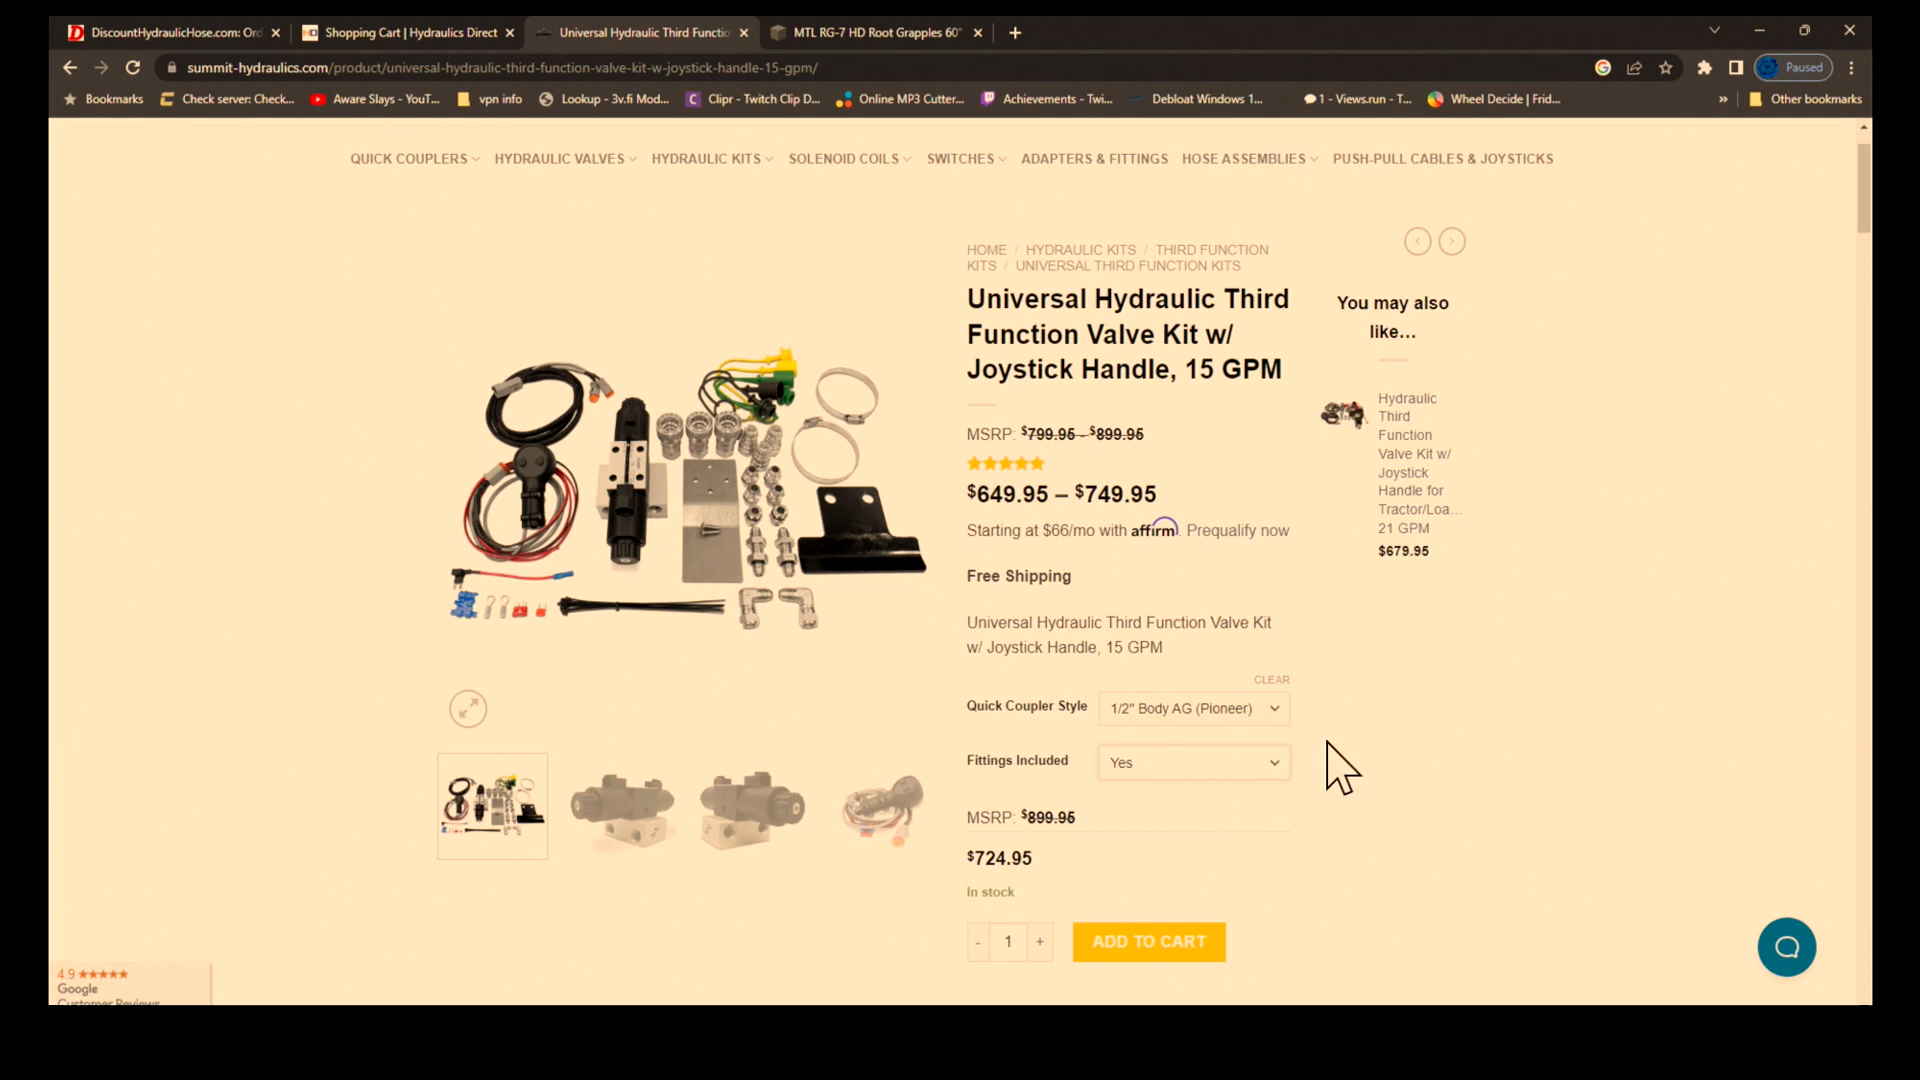 DiscountHydraulicHose.com: Ord
Shopping Cart | Hydraulics Direct
Universal Hydraulic Third Functio
MTL RG-7 HD Root Grapples 60"
summit-hydraulics.com/product/universal-hydraulic-third-function-valve-kit-w-joystick-handle-15-gpm/
Paused
Bookmarks
Check server: Check...
Aware Slays - YouT...
vpn info
Lookup - 3v.fi Mod...
Clipr - Twitch Clip D...
Online MP3 Cutter...
Achievements - Twi...
Debloat Windows 1...
1 - Views.run - T...
Wheel Decide | Frid...
»
Other bookmarks
QUICK COUPLERS
HYDRAULIC VALVES
HYDRAULIC KITS
SOLENOID COILS
SWITCHES
ADAPTERS & FITTINGS
HOSE ASSEMBLIES
PUSH-PULL CABLES & JOYSTICKS
HOME / HYDRAULIC KITS / THIRD FUNCTION
KITS / UNIVERSAL THIRD FUNCTION KITS
Universal Hydraulic Third
Function Valve Kit w/
Joystick Handle, 15 GPM
MSRP: $799.95 - $899.95
$649.95 – $749.95
Starting at $66/mo with affirm. Prequalify now
Free Shipping
Universal Hydraulic Third Function Valve Kit
w/ Joystick Handle, 15 GPM
CLEAR
Quick Coupler Style
1/2" Body AG (Pioneer)
Fittings Included
Yes
MSRP: $899.95
$724.95
In stock
- 1 +
ADD TO CART
You may also
like...
Hydraulic
Third
Function
Valve Kit w/
Joystick
Handle for
Tractor/Loa...
21 GPM
$679.95
4.9 ★★★★★
Google
Customer Reviews